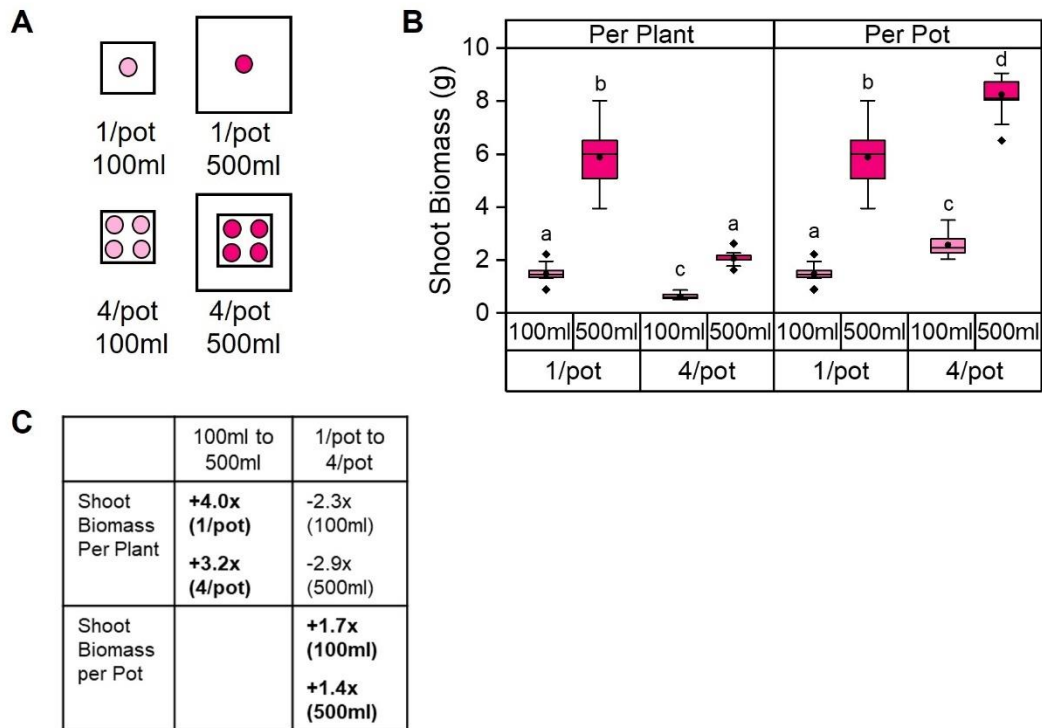 A
1/pot 1/pot
100ml 500ml
4/pot 4/pot
100ml 500ml
B
Per Plant Per Pot
Shoot Biomass (g)
10
8
6
4
2
0
a b c a a b c d
100ml 500ml 100ml 500ml 100ml 500ml 100ml 500ml
1/pot 4/pot 1/pot 4/pot
C
100ml to 1/pot to
500ml 4/pot
Shoot +4.0x -2.3x
Biomass (1/pot) (100ml)
Per Plant
+3.2x -2.9x
(4/pot) (500ml)
Shoot +1.7x
Biomass (100ml)
per Pot
+1.4x
(500ml)